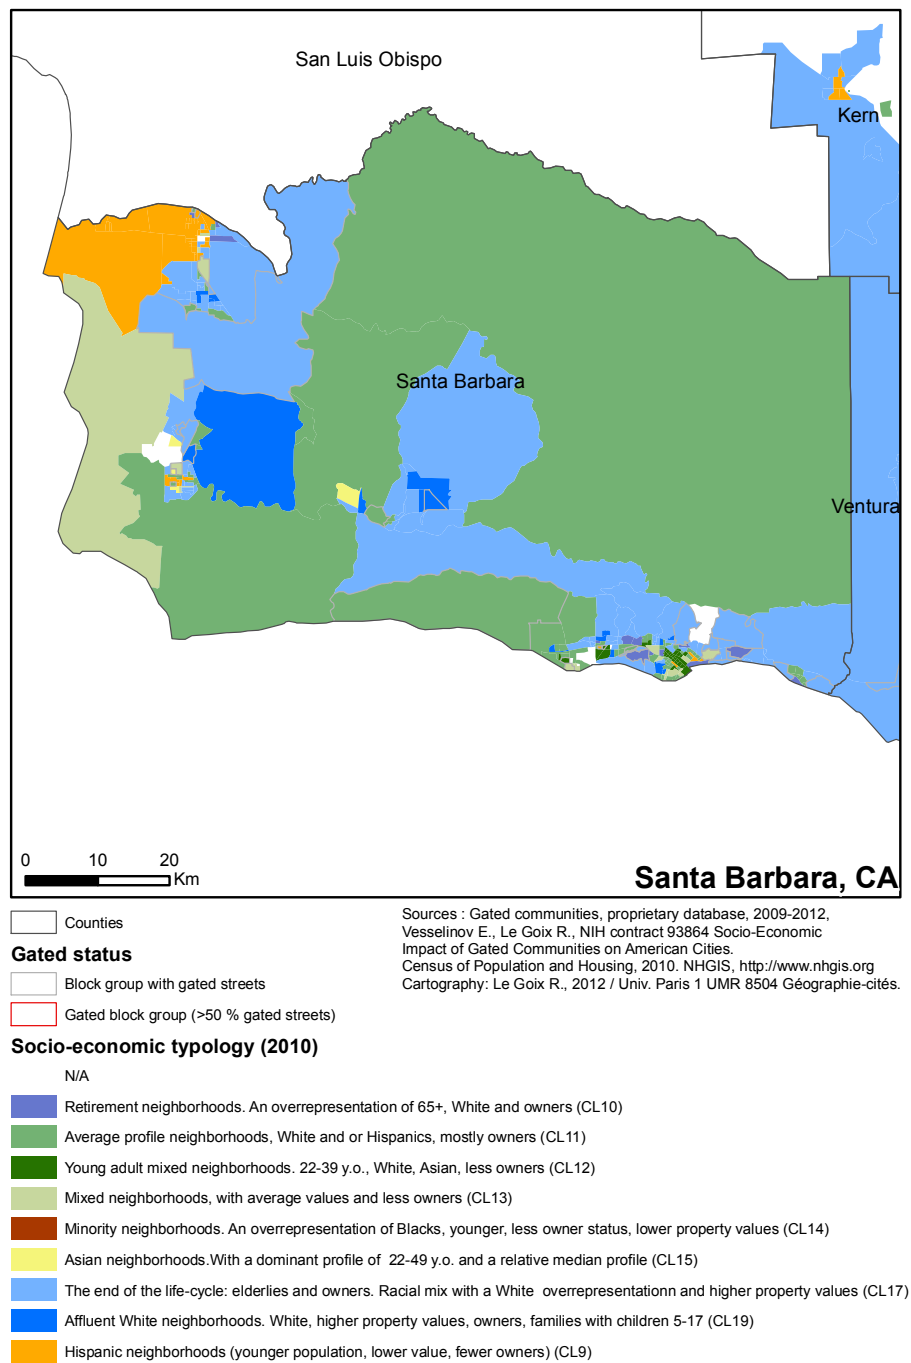 San Luis Obispo
Kern
Santa Barbara
Ventura
0 10 20
Km
Santa Barbara, CA
Counties
Gated status
Block group with gated streets
Gated block group (>50 % gated streets)
Sources : Gated communities, proprietary database, 2009-2012,
Vesselinov E., Le Goix R., NIH contract 93864 Socio-Economic
Impact of Gated Communities on American Cities.
Census of Population and Housing, 2010. NHGIS, http://www.nhgis.org
Cartography: Le Goix R., 2012 / Univ. Paris 1 UMR 8504 Géographie-cités.
Socio-economic typology (2010)
N/A
Retirement neighborhoods. An overrepresentation of 65+, White and owners (CL10)
Average profile neighborhoods, White and or Hispanics, mostly owners (CL11)
Young adult mixed neighborhoods. 22-39 y.o., White, Asian, less owners (CL12)
Mixed neighborhoods, with average values and less owners (CL13)
Minority neighborhoods. An overrepresentation of Blacks, younger, less owner status, lower property values (CL14)
Asian neighborhoods.With a dominant profile of 22-49 y.o. and a relative median profile (CL15)
The end of the life-cycle: elderlies and owners. Racial mix with a White overrepresentationn and higher property values (CL17)
Affluent White neighborhoods. White, higher property values, owners, families with children 5-17 (CL19)
Hispanic neighborhoods (younger population, lower value, fewer owners) (CL9)